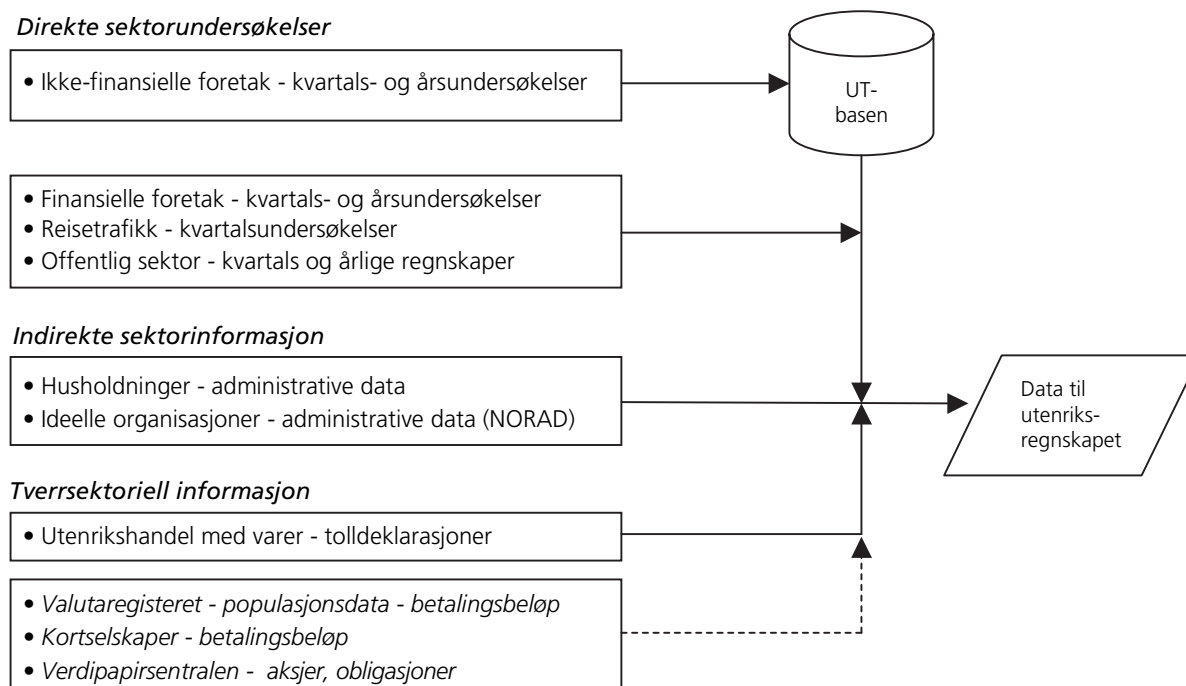 Direkte sektorundersøkelser
• Ikke-finansielle foretak - kvartals- og årsundersøkelser
UT-
basen
• Finansielle foretak - kvartals- og årsundersøkelser
• Reisetrafikk - kvartalsundersøkelser
• Offentlig sektor - kvartals og årlige regnskaper
Indirekte sektorinformasjon
• Husholdninger - administrative data
• Ideelle organisasjoner - administrative data (NORAD)
Data til
utenriks-
regnskapet
Tverrsektoriell informasjon
• Utenrikshandel med varer - tolldeklarasjoner
• Valutaregisteret - populasjonsdata - betalingsbeløp
• Kortselskaper - betalingsbeløp
• Verdipapirsentralen - aksjer, obligasjoner